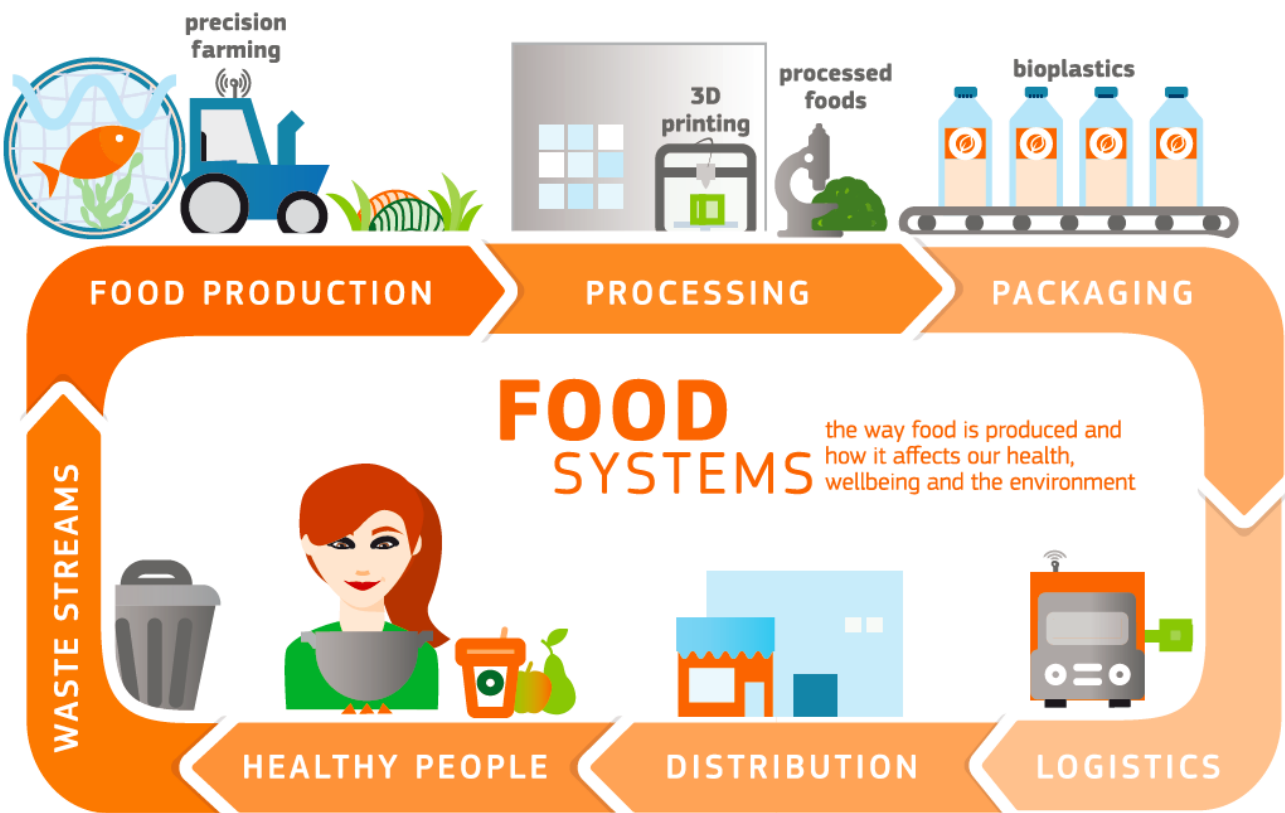 precision
farming
3D
printing
processed
foods
bioplastics
FOOD PRODUCTION
PROCESSING
PACKAGING
FOOD
SYSTEMS
the way food is produced and
how it affects our health,
wellbeing and the environment
WASTE STREAMS
HEALTHY PEOPLE
DISTRIBUTION
LOGISTICS